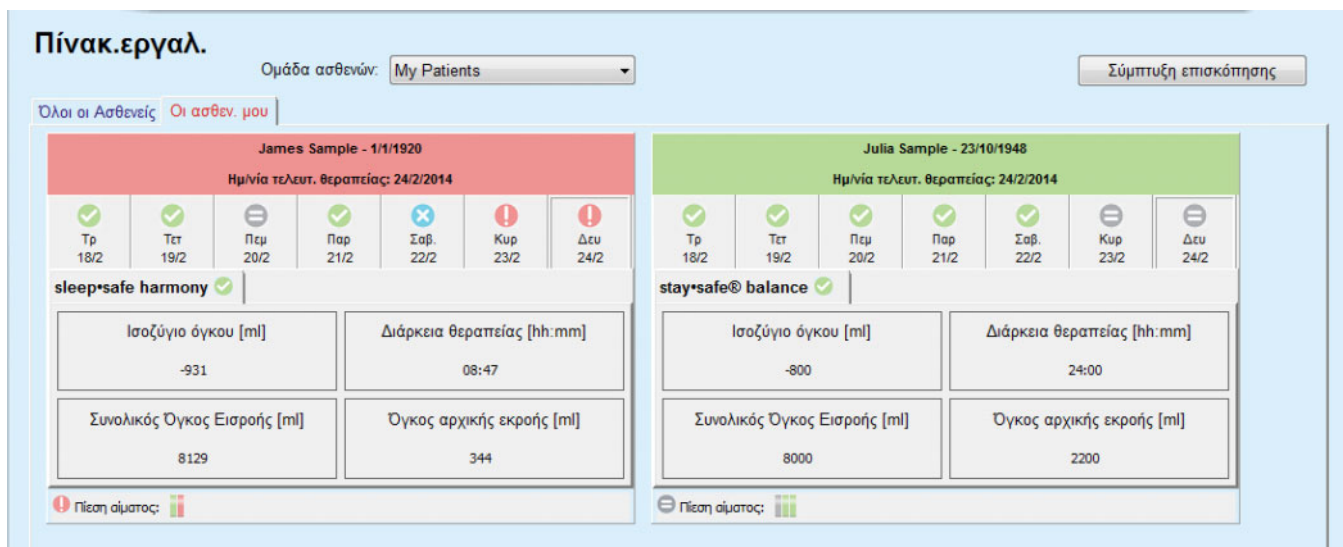 Πίνακ.εργαλ.
Ομάδα ασθενών: My Patients
Σύμπτυξη επισκόπησης
Όλοι οι Ασθενείς Οι ασθεν. μου
James Sample - 1/1/1920
Ημ/νία τελευτ. θεραπείας: 24/2/2014
Τρ Τετ Πεμ Παρ Σαβ. Κυρ Δευ
18/2 19/2 20/2 21/2 22/2 23/2 24/2
sleep•safe harmony
Ισοζύγιο όγκου [ml] Διάρκεια θεραπείας [hh:mm]
-931 08:47
Συνολικός Όγκος Εισροής [ml] Όγκος αρχικής εκροής [ml]
8129 344
Πίεση αίματος:
Julia Sample - 23/10/1948
Ημ/νία τελευτ. θεραπείας: 24/2/2014
Τρ Τετ Πεμ Παρ Σαβ. Κυρ Δευ
18/2 19/2 20/2 21/2 22/2 23/2 24/2
stay•safe® balance
Ισοζύγιο όγκου [ml] Διάρκεια θεραπείας [hh:mm]
-800 24:00
Συνολικός Όγκος Εισροής [ml] Όγκος αρχικής εκροής [ml]
8000 2200
Πίεση αίματος: